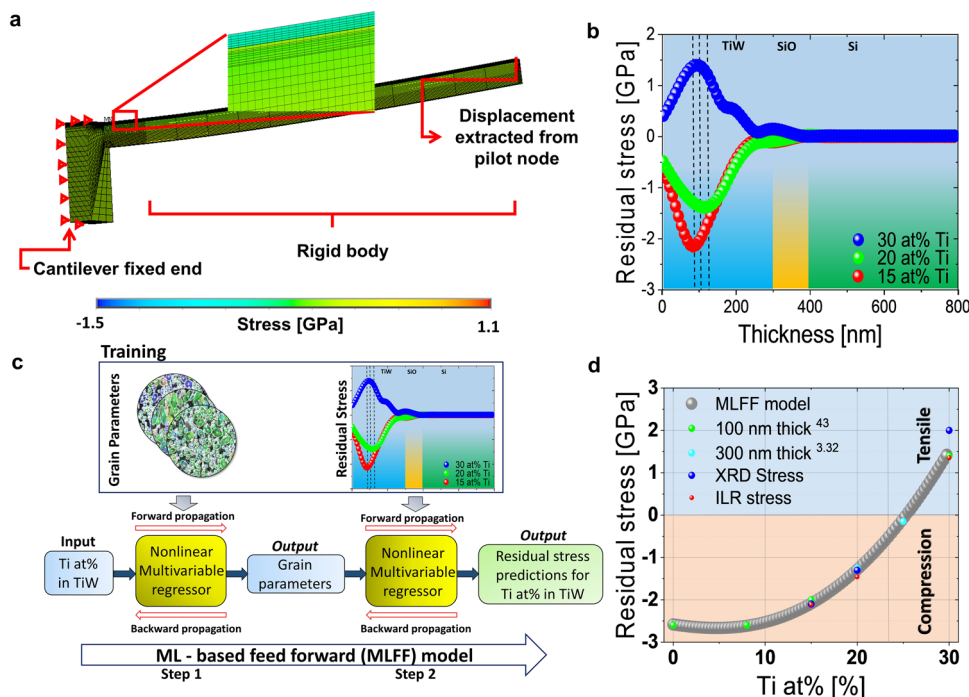 a
Displacement
extracted from
pilot node
Rigid body
Cantilever fixed end
-1.5
Stress [GPa]
1.1
b
Residual stress [GPa]
2
1
0
-1
-2
-3
TiW
SiO
Si
30 at% Ti
20 at% Ti
15 at% Ti
0
200
400
600
800
Thickness [nm]
c
Training
Grain Parameters
Residual Stress
TiW
SiO
Si
30 at% Ti
20 at% Ti
15 at% Ti
Forward propagation
Forward propagation
Input
Ti at%
in TiW
Nonlinear
Multivariable
regressor
Output
Grain
parameters
Nonlinear
Multivariable
regressor
Output
Residual stress
predictions for
Ti at% in TiW
Backward propagation
Backward propagation
ML - based feed forward (MLFF) model
Step 1
Step 2
d
Residual stress [GPa]
3
2
1
0
-1
-2
-3
MLFF model
100 nm thick 43
300 nm thick 3.32
XRD Stress
ILR stress
Tensile
Compression
0
10
20
30
Ti at% [%]